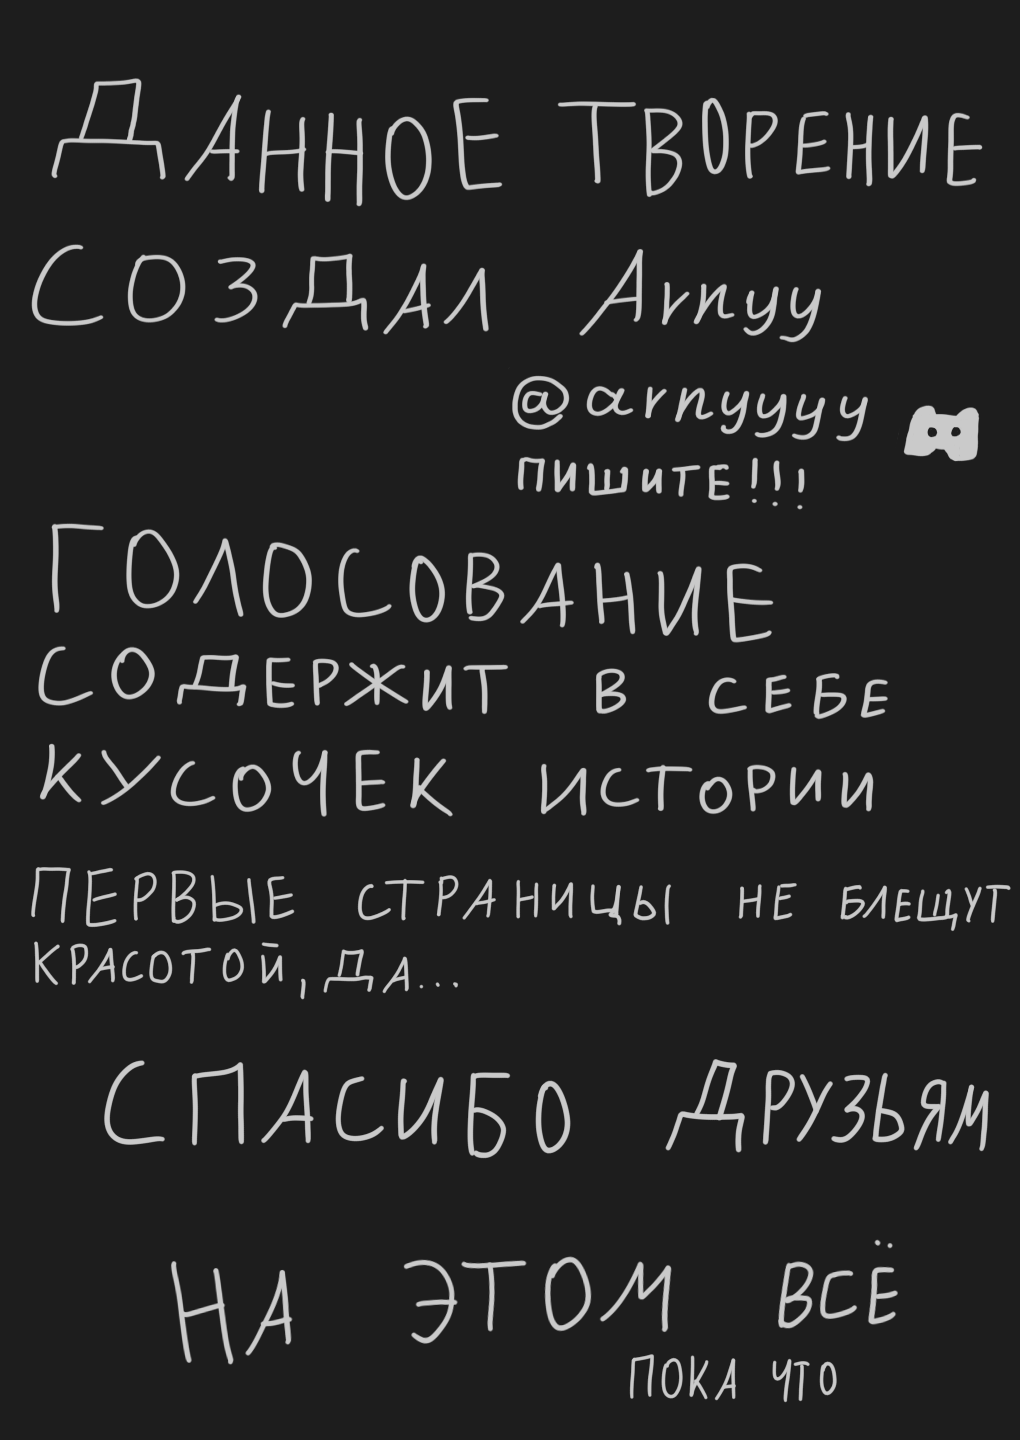 ДАННОЕ ТВОРЕНИЕ
СОЗДАЛ Arnyy
@arnyyyy
ПИШИТЕ!!!
ГОЛОСОВАНИЕ
СОДЕРЖИТ В СЕБЕ
КУСОЧЕК ИСТОРИИ
ПЕРВЫЕ СТРАНИЦЫ НЕ БЛЕЩУТ
КРАСОТОЙ, ДА...
СПАСИБО ДРУЗЬЯМ
НА ЭТОМ ВСЁ
ПОКА ЧТО